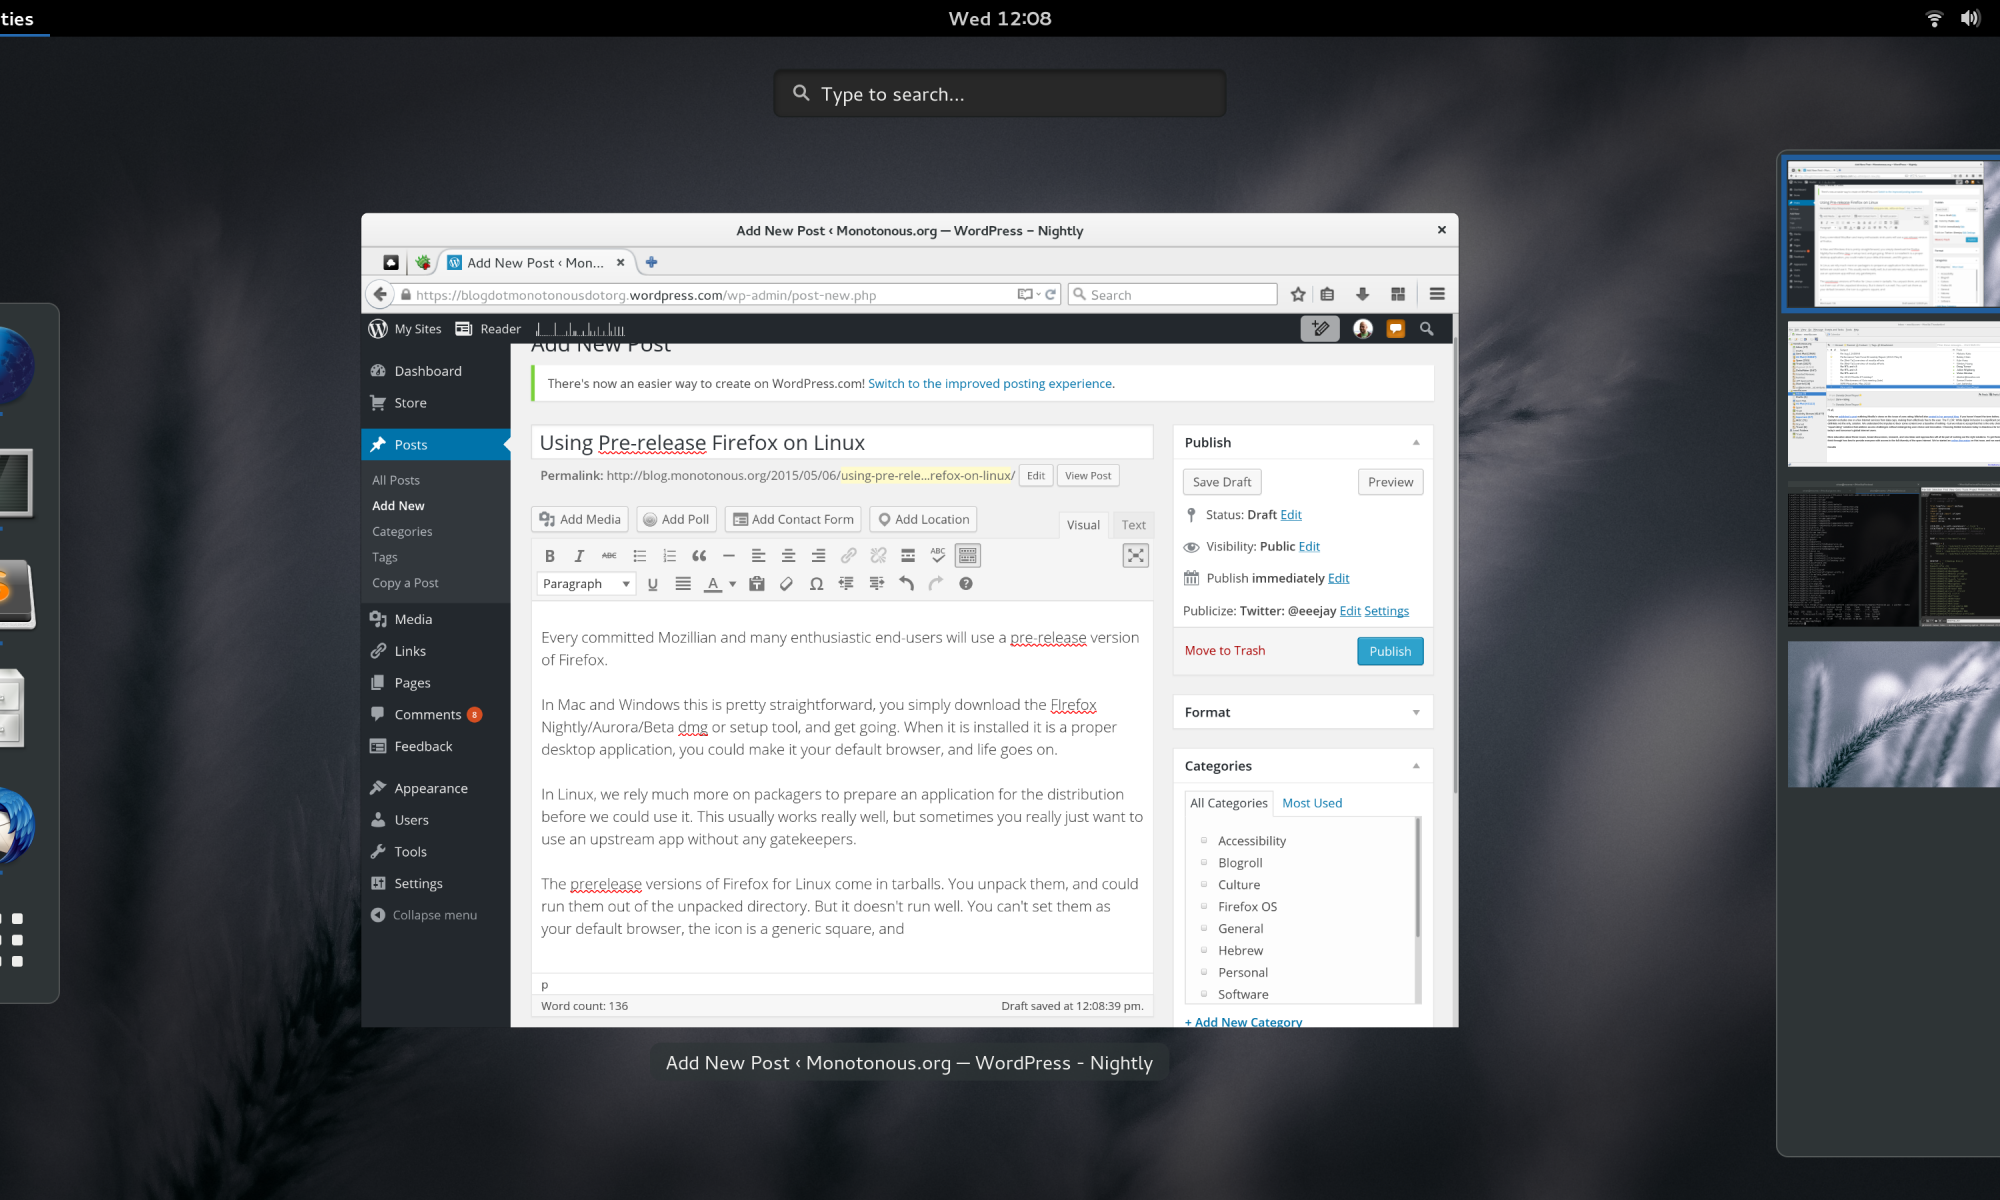 ties
Wed 12:08
Type to search...
Add New Post ‹ Monotonous.org — WordPress - Nightly
Add New Post ‹ Mon...
https://blogdotmonotonousdotorg.wordpress.com/wp-admin/post-new.php
Search
My Sites
Reader
Dashboard
Store
Posts
All Posts
Add New
Categories
Tags
Copy a Post
Media
Links
Pages
Comments 8
Feedback
Appearance
Users
Tools
Settings
Collapse menu
Add New Post
There's now an easier way to create on WordPress.com! Switch to the improved posting experience.
Using Pre-release Firefox on Linux
Permalink: http://blog.monotonous.org/2015/05/06/using-pre-rele...refox-on-linux/ Edit View Post
Add Media Add Poll Add Contact Form Add Location
Visual Text
B I ABC ABC
Paragraph U A Ω
Every committed Mozillian and many enthusiastic end-users will use a pre-release version
of Firefox.
In Mac and Windows this is pretty straightforward, you simply download the FIrefox
Nightly/Aurora/Beta dmg or setup tool, and get going. When it is installed it is a proper
desktop application, you could make it your default browser, and life goes on.
In Linux, we rely much more on packagers to prepare an application for the distribution
before we could use it. This usually works really well, but sometimes you really just want to
use an upstream app without any gatekeepers.
The prerelease versions of Firefox for Linux come in tarballs. You unpack them, and could
run them out of the unpacked directory. But it doesn't run well. You can't set them as
your default browser, the icon is a generic square, and
p
Word count: 136
Draft saved at 12:08:39 pm.
Publish
Save Draft
Preview
Status: Draft Edit
Visibility: Public Edit
Publish immediately Edit
Publicize: Twitter: @eeejay Edit Settings
Move to Trash
Publish
Format
Categories
All Categories
Most Used
Accessibility
Blogroll
Culture
Firefox OS
General
Hebrew
Personal
Software
+ Add New Category
Add New Post ‹ Monotonous.org — WordPress - Nightly